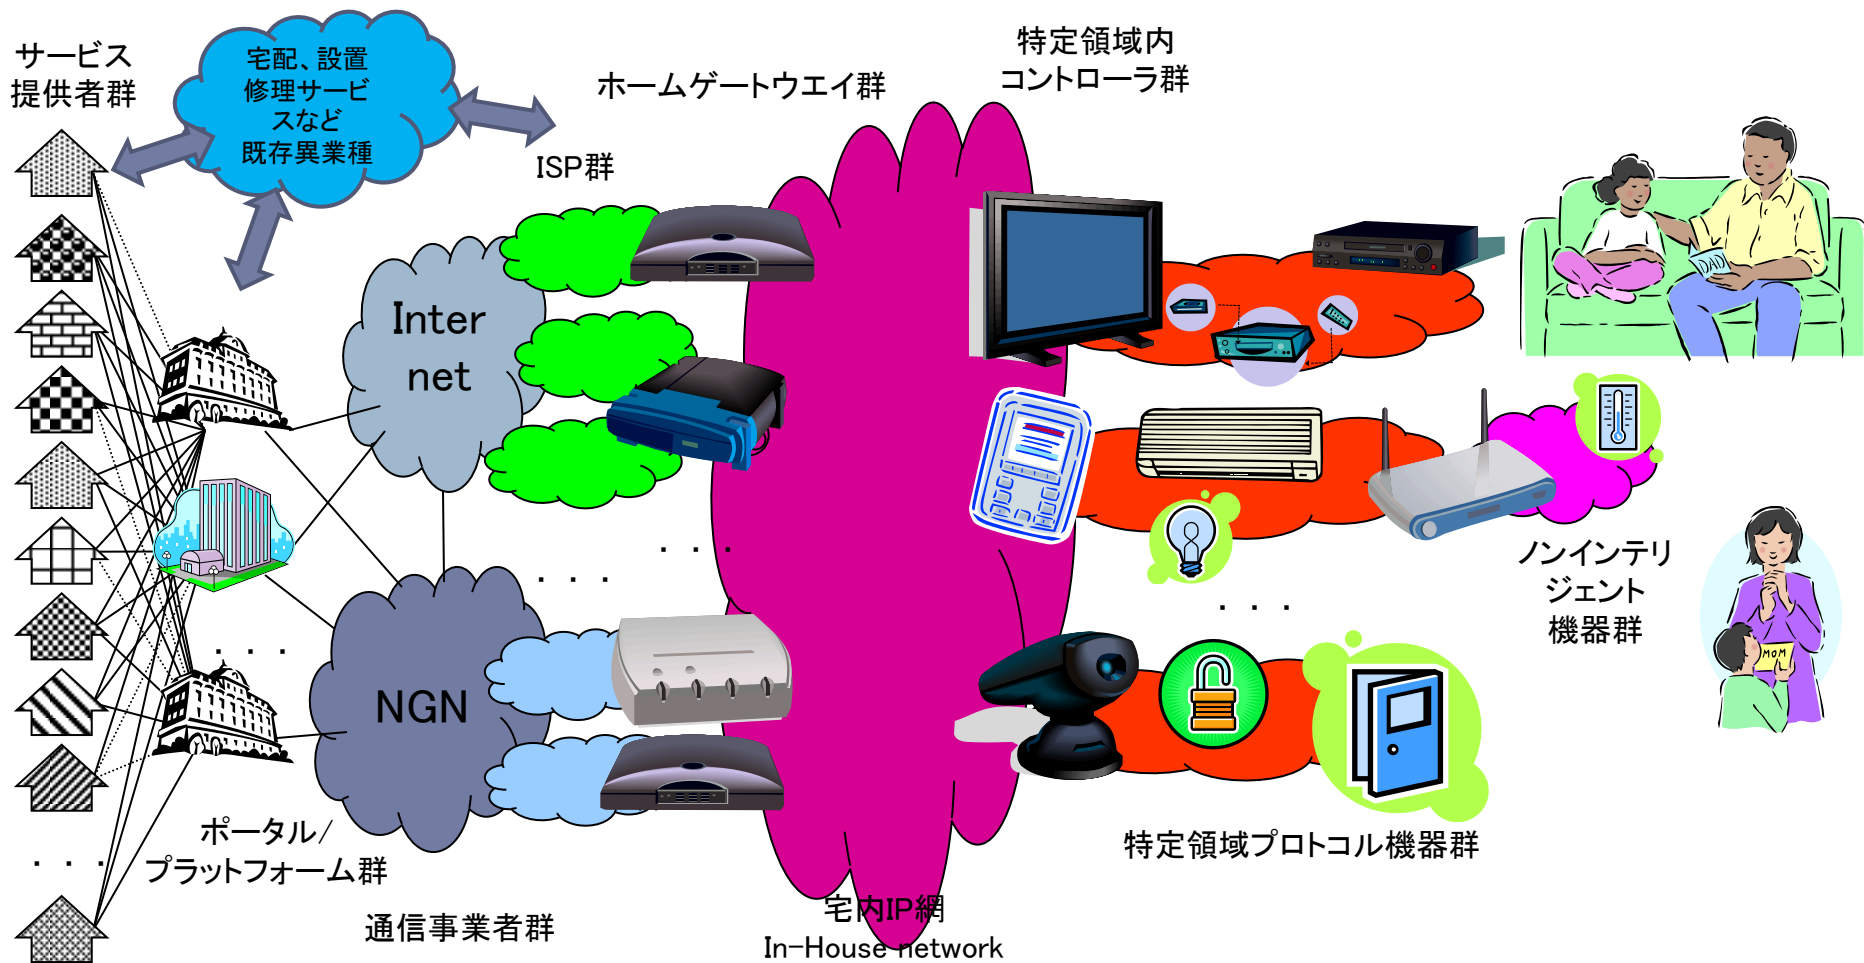 サービス
提供者群
宅配、設置
修理サービ
スなど
既存異業種
ISP群
ホームゲートウエイ群
特定領域内
コントローラ群
Inter
net
NGN
DAD
MOM
ノンインテリ
ジェント
機器群
・・・
・・・
・・・
・・・
・・・
ポータル/
プラットフォーム群
通信事業者群
宅内IP網
In-House network
特定領域プロトコル機器群